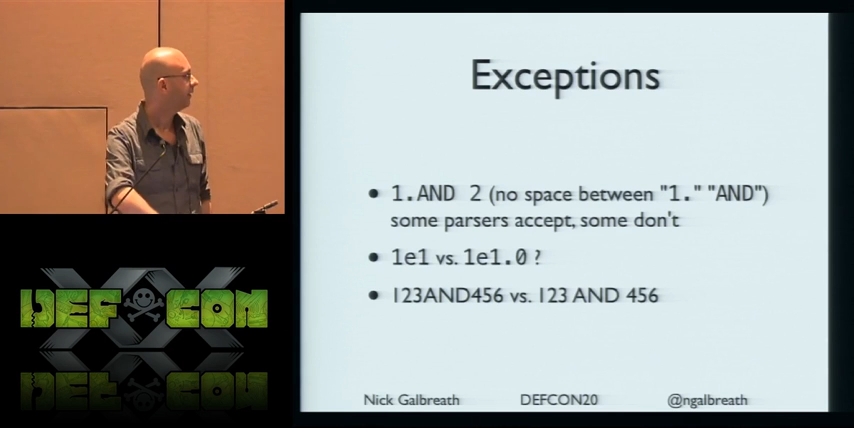 Exceptions
• 1.AND 2 (no space between "1." "AND")
some parsers accept, some don't
• 1e1 vs. 1e1.0 ?
• 123AND456 vs. 123 AND 456
Nick Galbreath DEFCON20 @ngalbreath
DEF CON
XX